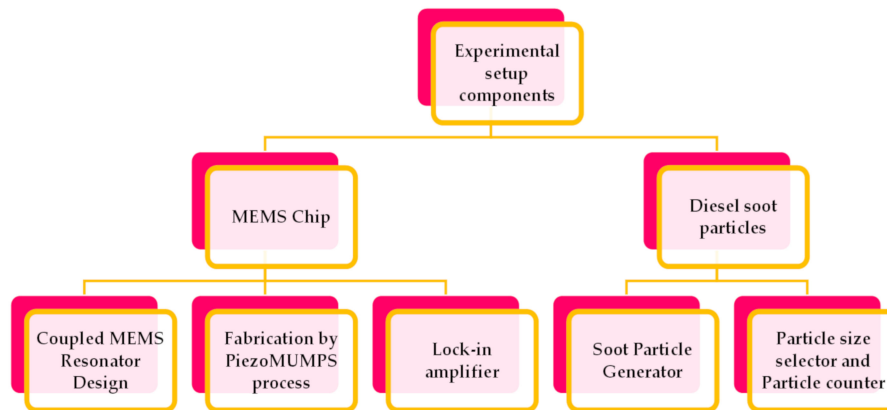 Experimental
setup
components
MEMS Chip
Diesel soot
particles
Coupled MEMS
Resonator
Design
Fabrication by
PiezoMUMPS
process
Lock-in
amplifier
Soot Particle
Generator
Particle size
selector and
Particle counter